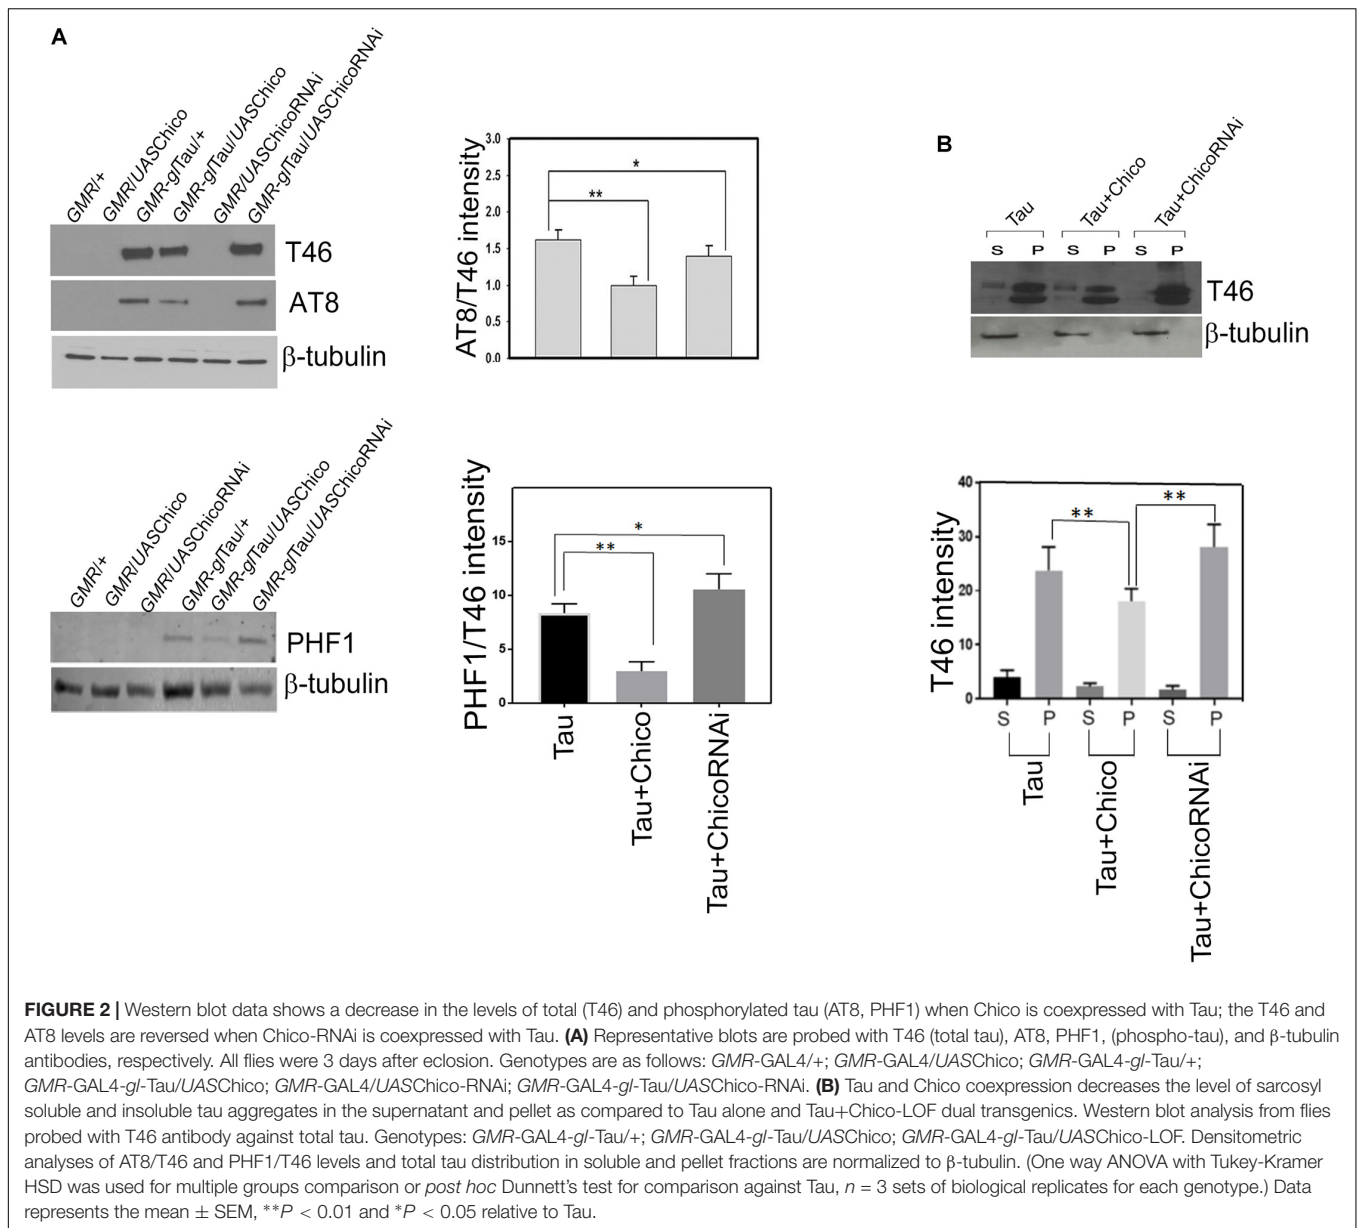 A
GMR/+
GMR/UASChico
GMR-glTau/+
GMR-glTau/UASChico
GMR/UASChicoRNAi
GMR-glTau/UASChicoRNAi
T46
AT8
β-tubulin
AT8/T46 intensity
3.0
2.5
2.0
1.5
1.0
0.5
0.0
*
**
B
Tau
Tau+Chico
Tau+ChicoRNAi
S P S P S P
T46
β-tubulin
GMR/+
GMR/UASChico
GMR/UASChicoRNAi
GMR-glTau/+
GMR-glTau/UASChico
GMR-glTau/UASChicoRNAi
PHF1
β-tubulin
PHF1/T46 intensity
15
10
5
0
*
**
Tau
Tau+Chico
Tau+ChicoRNAi
T46 intensity
40
30
20
10
0
**
**
S P S P S P
Tau
Tau+Chico
Tau+ChicoRNAi
FIGURE 2 | Western blot data shows a decrease in the levels of total (T46) and phosphorylated tau (AT8, PHF1) when Chico is coexpressed with Tau; the T46 and
AT8 levels are reversed when Chico-RNAi is coexpressed with Tau. (A) Representative blots are probed with T46 (total tau), AT8, PHF1, (phospho-tau), and β-tubulin
antibodies, respectively. All flies were 3 days after eclosion. Genotypes are as follows: GMR-GAL4/+; GMR-GAL4/UASChico; GMR-GAL4-gl-Tau/+;
GMR-GAL4-gl-Tau/UASChico; GMR-GAL4/UASChico-RNAi; GMR-GAL4-gl-Tau/UASChico-RNAi. (B) Tau and Chico coexpression decreases the level of sarcosyl
soluble and insoluble tau aggregates in the supernatant and pellet as compared to Tau alone and Tau+Chico-LOF dual transgenics. Western blot analysis from flies
probed with T46 antibody against total tau. Genotypes: GMR-GAL4-gl-Tau/+; GMR-GAL4-gl-Tau/UASChico; GMR-GAL4-gl-Tau/UASChico-LOF. Densitometric
analyses of AT8/T46 and PHF1/T46 levels and total tau distribution in soluble and pellet fractions are normalized to β-tubulin. (One way ANOVA with Tukey-Kramer
HSD was used for multiple groups comparison or post hoc Dunnett's test for comparison against Tau, n = 3 sets of biological replicates for each genotype.) Data
represents the mean ± SEM, **P < 0.01 and *P < 0.05 relative to Tau.